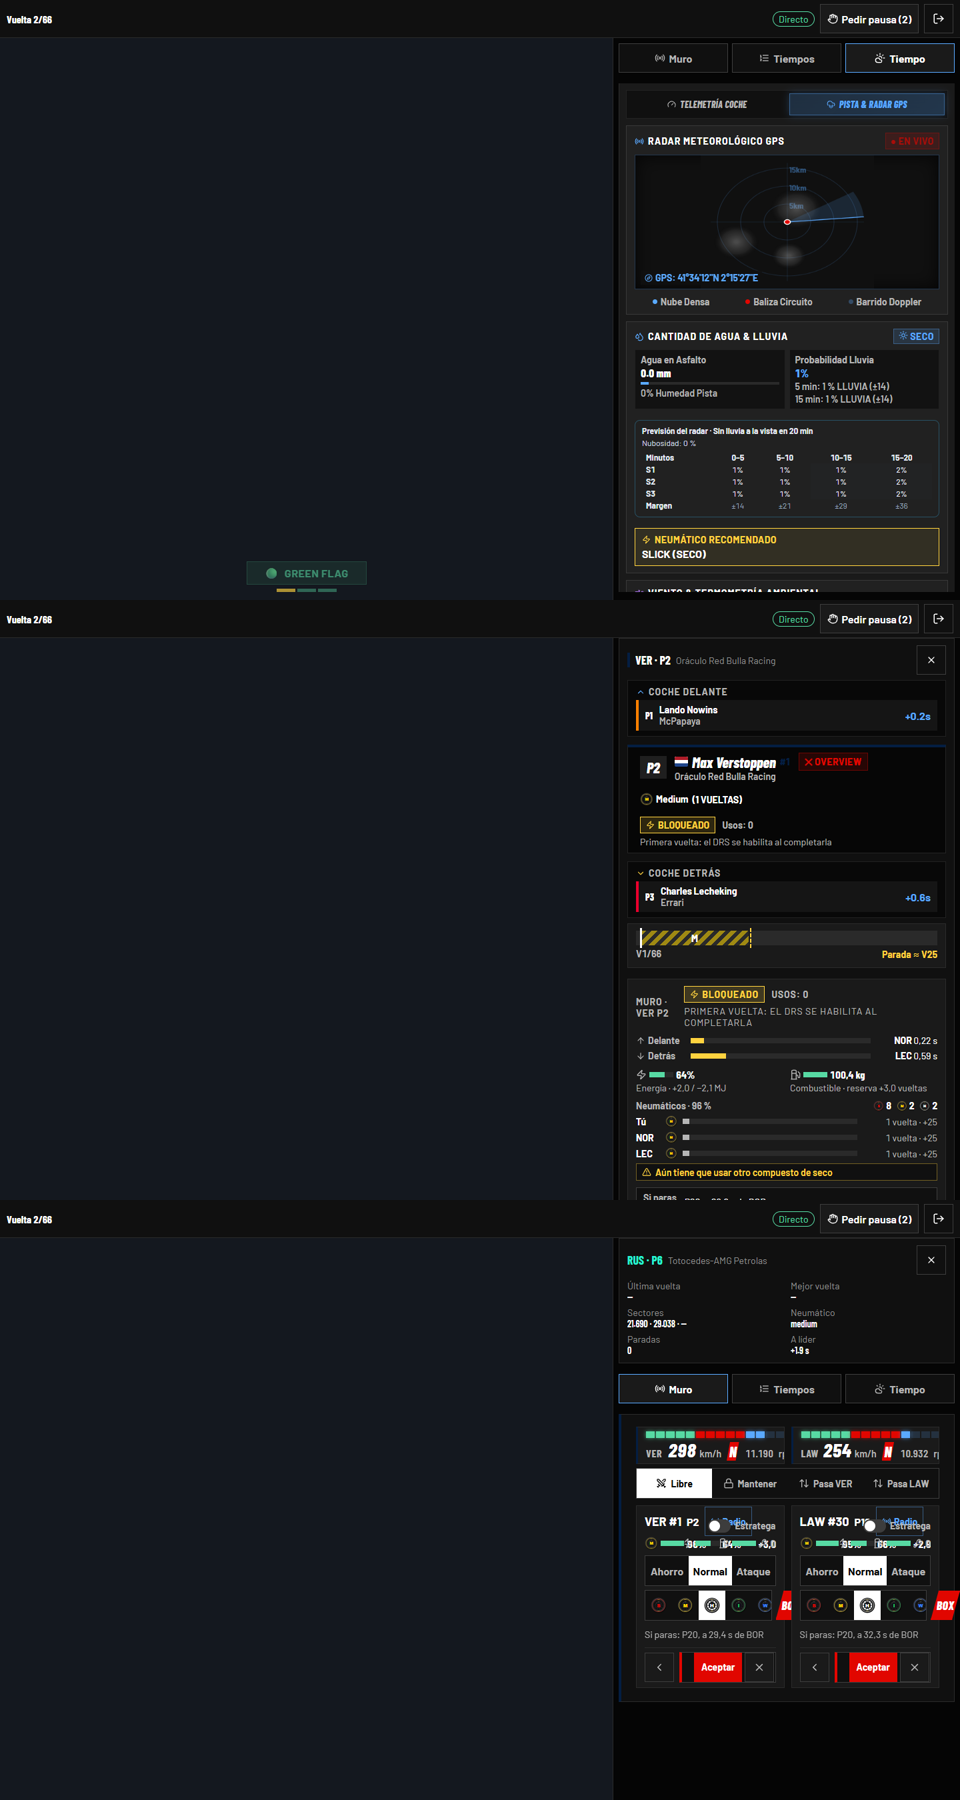 Vuelta 2/66
Directo
Pedir pausa (2)
Muro
Tiempos
Tiempo
TELEMETRÍA COCHE
PISTA & RADAR GPS
RADAR METEOROLÓGICO GPS
EN VIVO
15km
10km
5km
GPS: 41°34'12"N 2°15'27"E
Nube Densa
Baliza Circuito
Barrido Doppler
CANTIDAD DE AGUA & LLUVIA
SECO
Agua en Asfalto
0.0 mm
0% Humedad Pista
Probabilidad Lluvia
1%
5 min: 1 % LLUVIA (±14)
15 min: 1 % LLUVIA (±14)
Previsión del radar · Sin lluvia a la vista en 20 min
Nubosidad: 0 %
Minutos 0–5 5–10 10–15 15–20
S1 1% 1% 1% 2%
S2 1% 1% 1% 2%
S3 1% 1% 1% 2%
Margen ±14 ±21 ±29 ±36
NEUMÁTICO RECOMENDADO
SLICK (SECO)
VIENTO & TERMOMETRÍA AMBIENTAL
GREEN FLAG
Vuelta 2/66
Directo
Pedir pausa (2)
VER · P2 Oráculo Red Bulla Racing
COCHE DELANTE
P1 Lando Nowins
McPapaya
+0.2s
P2 Max Verstoppen #1
OVERVIEW
Oráculo Red Bulla Racing
Medium (1 VUELTAS)
BLOQUEADO Usos: 0
Primera vuelta: el DRS se habilita al completarla
COCHE DETRÁS
P3 Charles Lecheking
Errari
+0.6s
M
V1/66
Parada ≈ V25
MURO · VER P2
BLOQUEADO USOS: 0
PRIMERA VUELTA: EL DRS SE HABILITA AL
COMPLETARLA
Delante NOR 0,22 s
Detrás LEC 0,59 s
64%
Energía · +2,0 / −2,1 MJ
100,4 kg
Combustible · reserva +3,0 vueltas
Neumáticos · 96 % 8 2 2
Tú 1 vuelta · +25
NOR 1 vuelta · +25
LEC 1 vuelta · +25
Aún tiene que usar otro compuesto de seco
Si paras
Vuelta 2/66
Directo
Pedir pausa (2)
RUS · P6 Totocedes-AMG Petrolas
Última vuelta
—
Mejor vuelta
—
Sectores
21.690 · 29.038 · —
Neumático
medium
Paradas
0
A líder
+1.9 s
Muro
Tiempos
Tiempo
VER 298 km/h N 11.190
LAW 254 km/h N 10.932
Libre
Mantener
Pasa VER
Pasa LAW
VER #1 P2 Radio
Estratega
LAW #30 Radio
Estratega
Ahorro Normal Ataque
Ahorro Normal Ataque
BOX
Si paras: P20, a 29,4 s de BOR
Si paras: P20, a 32,3 s de BOR
Aceptar
Aceptar